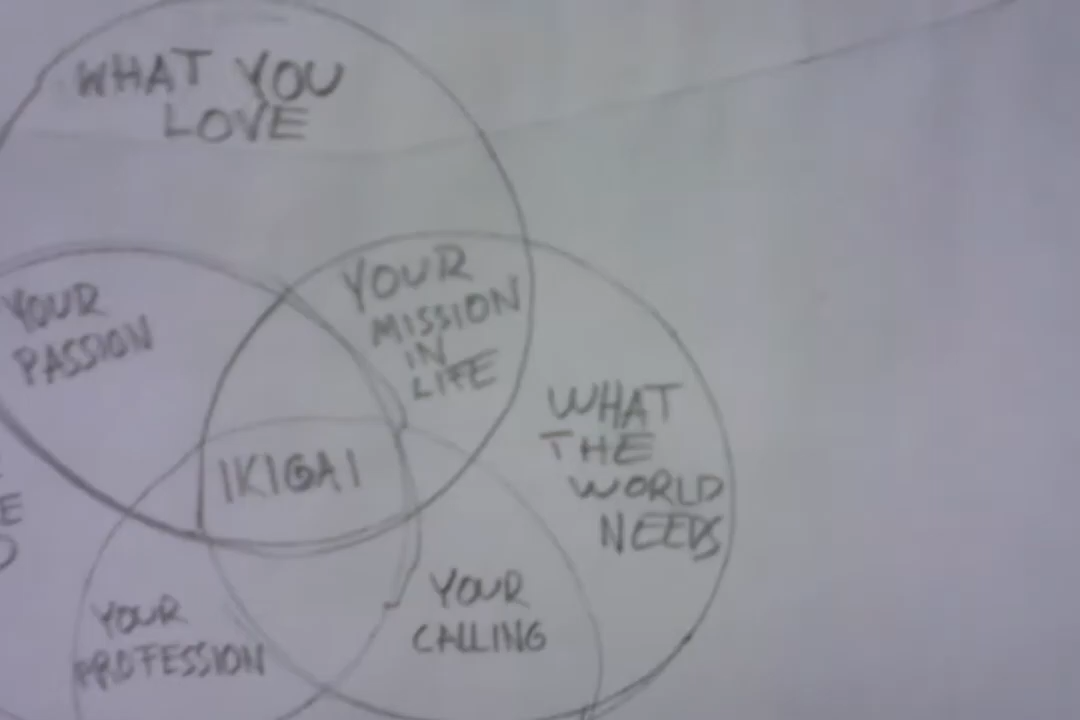 WHAT YOU
LOVE
YOUR
PASSION
YOUR
MISSION
IN
LIFE
WHAT
THE
WORLD
NEEDS
IKIGAI
YOUR
PROFESSION
YOUR
CALLING